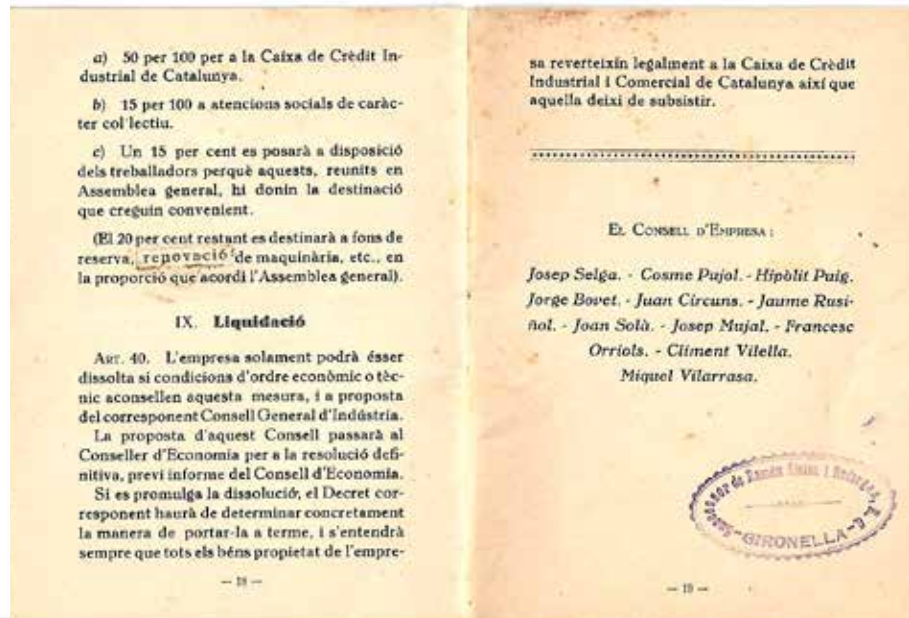 a) 50 per 100 per a la Caixa de Crèdit In-
dustrial de Catalunya.
b) 15 per 100 a atencions socials de caràc-
ter col·lectiu.
c) Un 15 per cent es posarà a disposició
dels treballadors perquè aquests, reunits en
Assemblea general, hi donin la destinació
que creguin convenient.
(El 20 per cent restant es destinarà a fons de
reserva, renovació de maquinària, etc., en
la proporció que acordi l'Assemblea general).
IX. Liquidació
ART. 40. L'empresa solament podrà ésser
dissolta si condicions d'ordre econòmic o tèc-
nic aconsellen aquesta mesura, i a proposta
del corresponent Consell General d'Indústria.
La proposta d'aquest Consell passarà al
Conseller d'Economia per a la resolució defi-
nitiva, previ informe del Consell d'Economia.
Si es promulga la dissolució, el Decret cor-
responent haurà de determinar concretament
la manera de portar-la a terme, i s'entendrà
sempre que tots els béns propietat de l'empre-
— 18 —
sa reverteixin legalment a la Caixa de Crèdit
Industrial i Comercial de Catalunya així que
aquella deixi de subsistir.
EL CONSELL D'EMPRESA:
Josep Selga. - Cosme Pujol. - Hipòlit Puig.
Jorge Bovet. - Juan Circuns. - Jaume Rusi-
ñol. - Joan Solà. - Josep Mujal. - Francesc
Orriols. - Climent Vilella.
Miquel Vilarrasa.
Successor de Ramón
GIRONELLA
— 19 —